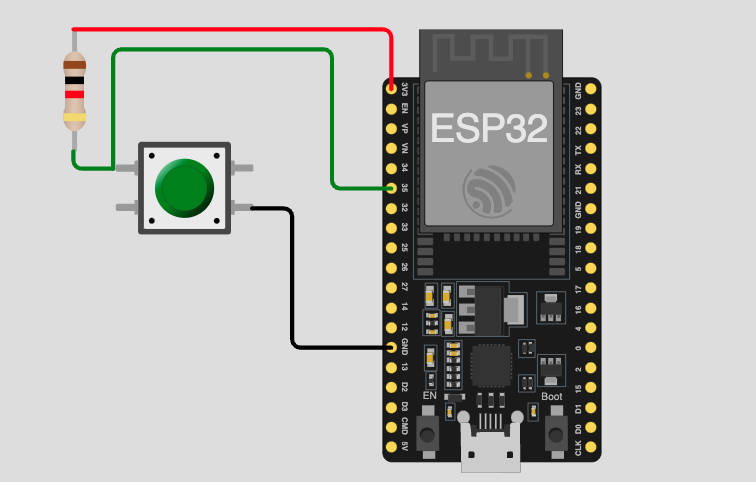 ESP32
3V3
EN
VP
VN
34
35
32
33
25
26
27
14
12
GND
13
D2
D3
CMD
5V
GND
23
22
TX
RX
21
GND
19
18
5
17
16
4
0
2
15
D1
D0
CLK
EN
Boot